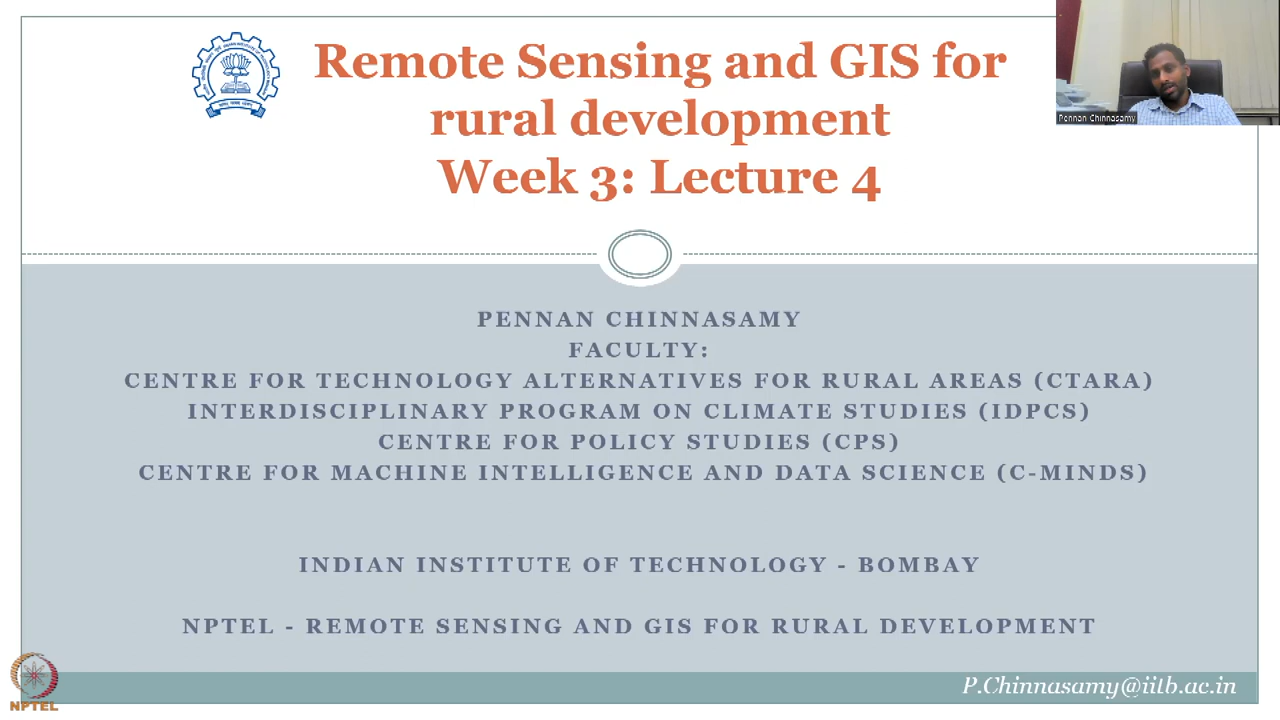 Remote Sensing and GIS for
rural development
Week 3: Lecture 4
Pennan Chinnasamy
PENNAN CHINNASAMY
FACULTY:
CENTRE FOR TECHNOLOGY ALTERNATIVES FOR RURAL AREAS (CTARA)
INTERDISCIPLINARY PROGRAM ON CLIMATE STUDIES (IDPCS)
CENTRE FOR POLICY STUDIES (CPS)
CENTRE FOR MACHINE INTELLIGENCE AND DATA SCIENCE (C-MINDS)
INDIAN INSTITUTE OF TECHNOLOGY - BOMBAY
NPTEL - REMOTE SENSING AND GIS FOR RURAL DEVELOPMENT
NPTEL
P.Chinnasamy@iitb.ac.in